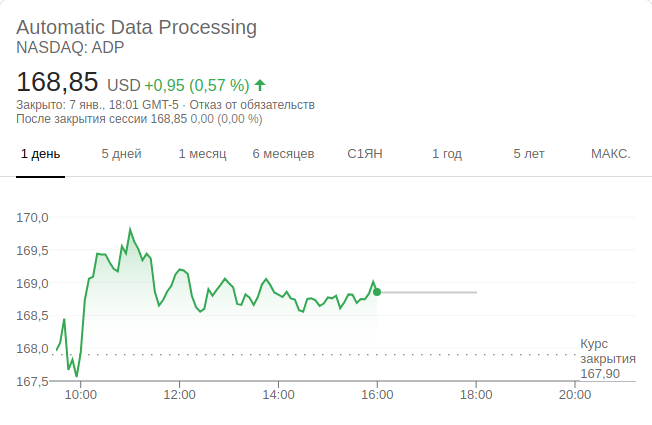 Automatic Data Processing
NASDAQ: ADP
168,85 USD +0,95 (0,57 %) ↑
Закрыто: 7 янв., 18:01 GMT-5 · Отказ от обязательств
После закрытия сессии 168,85 0,00 (0,00 %)
1 день 5 дней 1 месяц 6 месяцев С1ЯН 1 год 5 лет МАКС.
170,0
169,5
169,0
168,5
168,0
167,5
Курс
закрытия
167,90
10:00 12:00 14:00 16:00 18:00 20:00